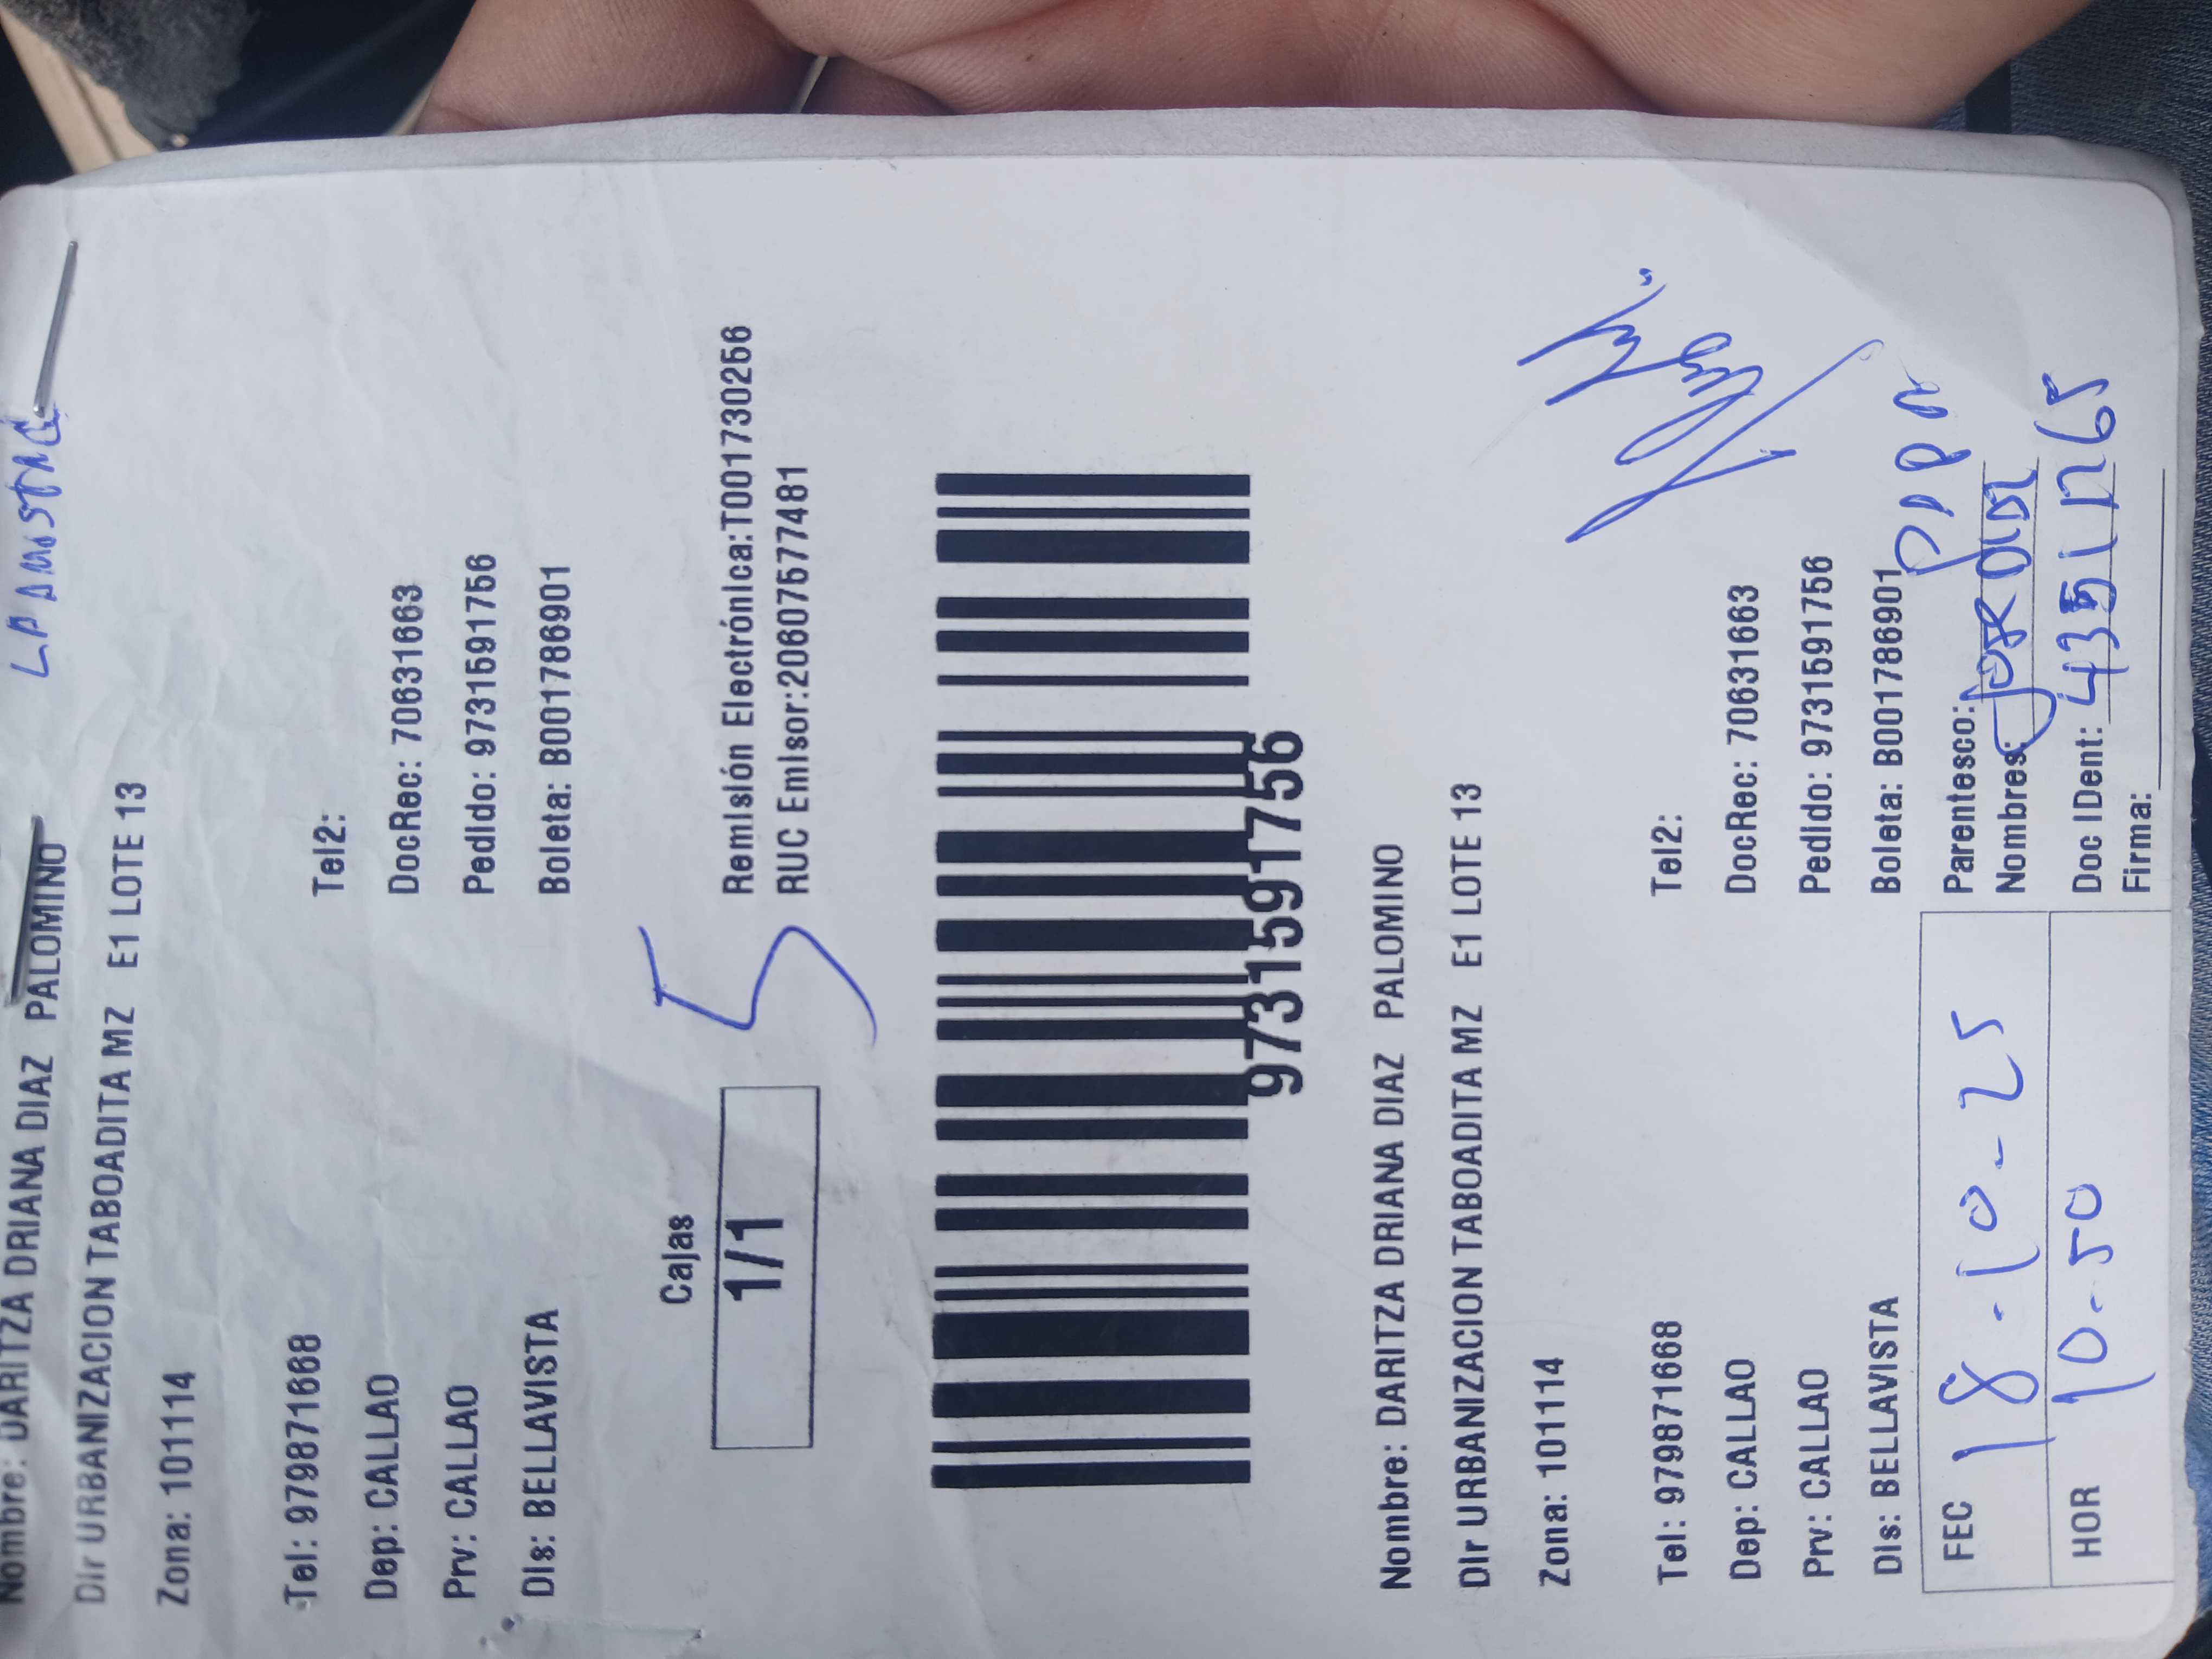 Nombre: DARITZA DRIANA DIAZ PALOMINO
Dir URBANIZACION TABOADITA MZ E1 LOTE 13
Zona: 101114
Tel: 979871668 Tel2:
Dep: CALLAO DocRec: 70631663
Prv: CALLAO Pedido: 9731591756
Dis: BELLAVISTA Boleta: B001786901
Cajas
1/1
5
Remisión Electrónica:T001730256
RUC Emisor:20607577481
9731591756
Nombre: DARITZA DRIANA DIAZ PALOMINO
Dir URBANIZACION TABOADITA MZ E1 LOTE 13
Zona: 101114
Tel: 979871668 Tel2:
Dep: CALLAO DocRec: 70631663
Prv: CALLAO Pedido: 9731591756
Dis: BELLAVISTA Boleta: B001786901
FEC 18-10-25 Parentesco:
Nombres:
HOR 10-50 Doc IDent:
Firma: